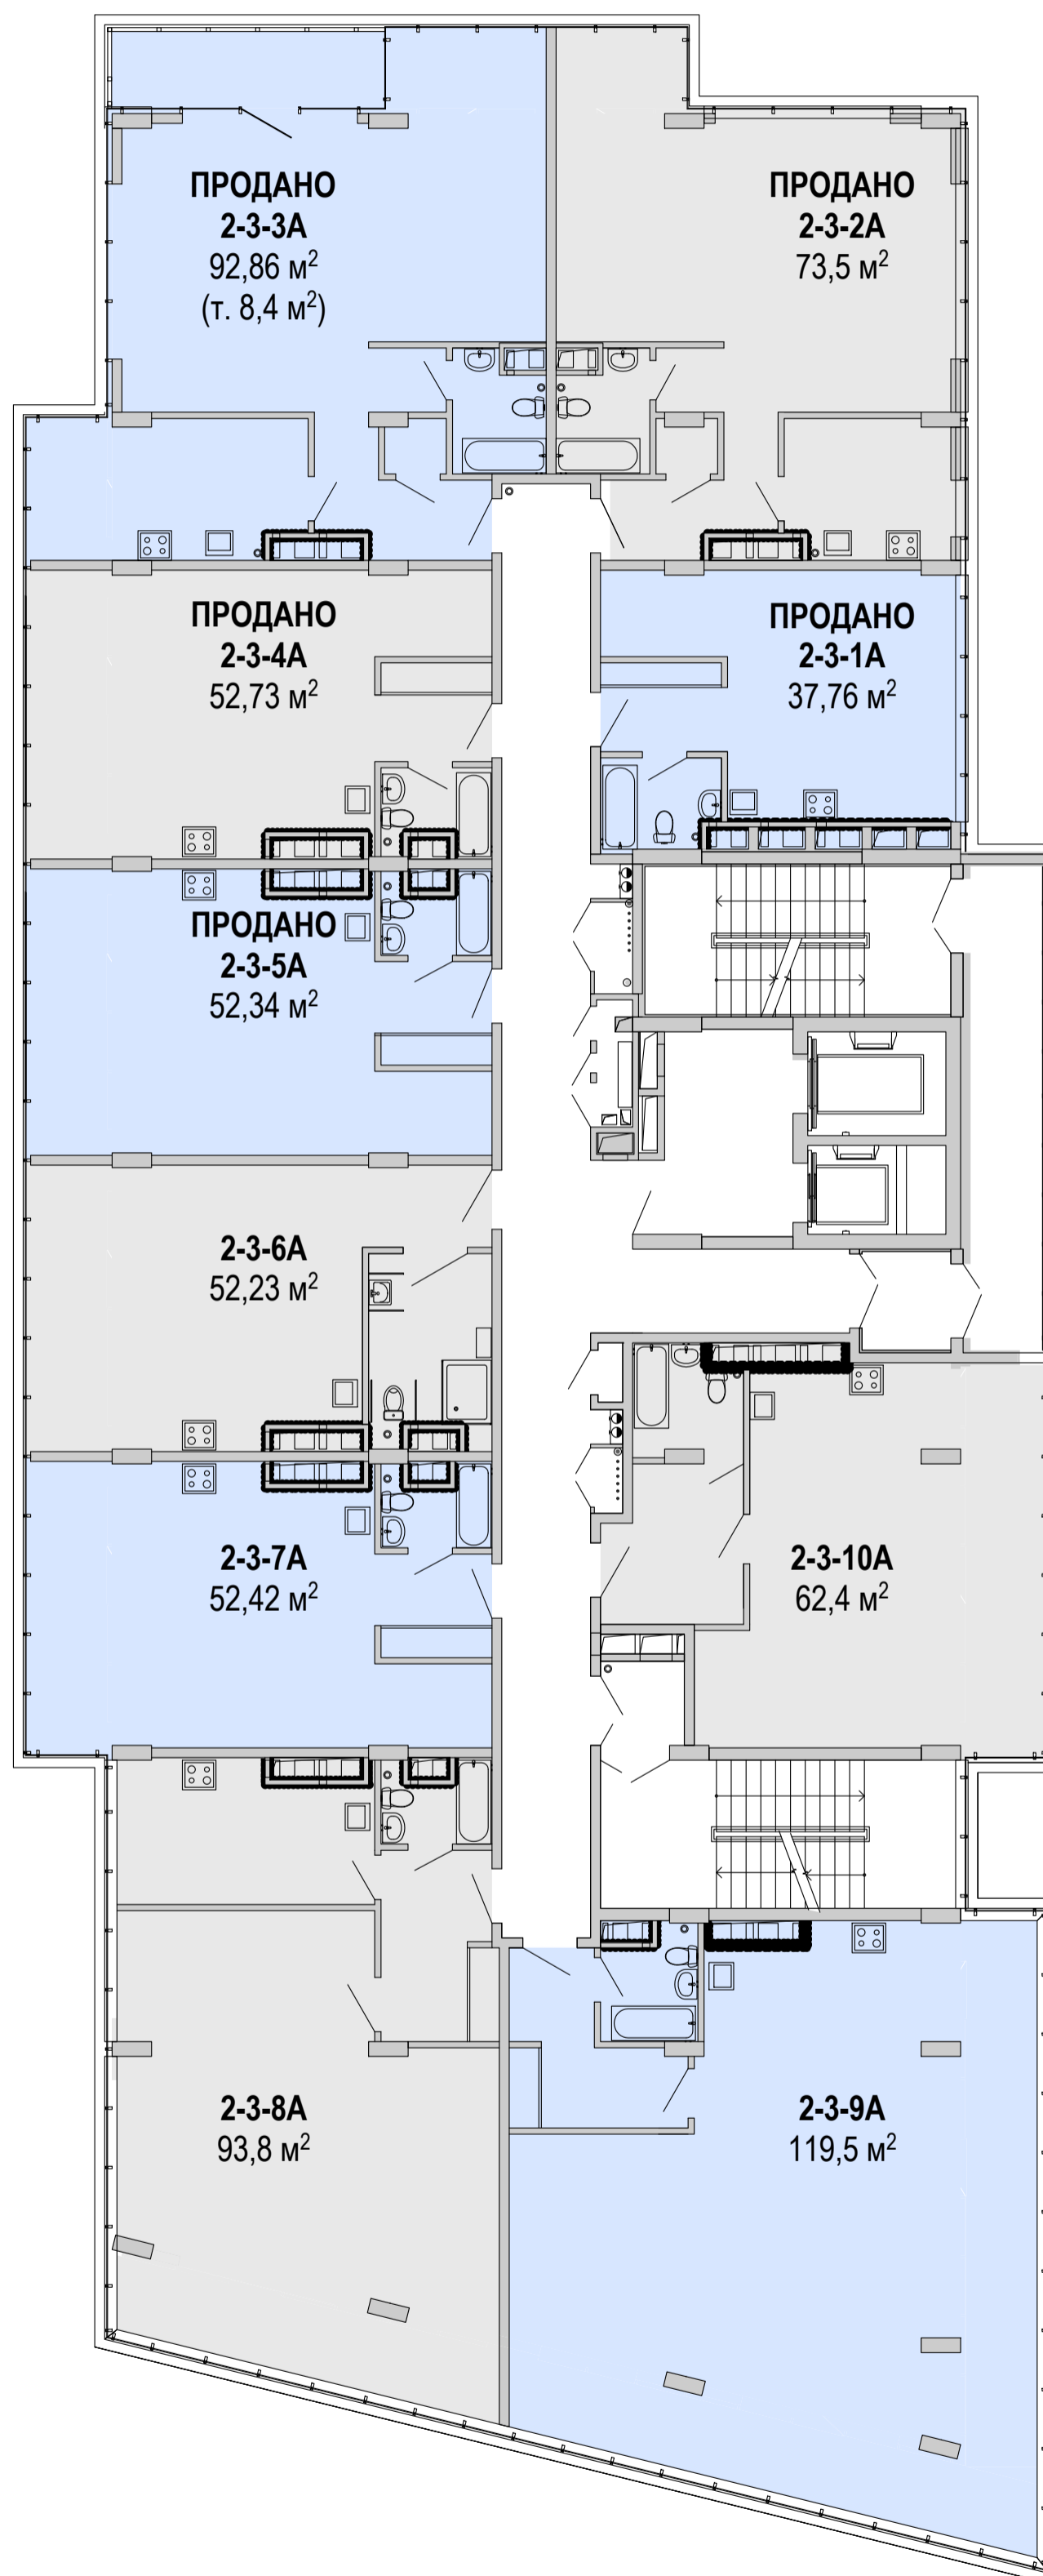 ПРОДАНО
2-3-3А
92,86 м²
(т. 8,4 м²)
ПРОДАНО
2-3-2А
73,5 м²
ПРОДАНО
2-3-4А
52,73 м²
ПРОДАНО
2-3-1А
37,76 м²
ПРОДАНО
2-3-5А
52,34 м²
2-3-6А
52,23 м²
2-3-7А
52,42 м²
2-3-10А
62,4 м²
2-3-8А
93,8 м²
2-3-9А
119,5 м²